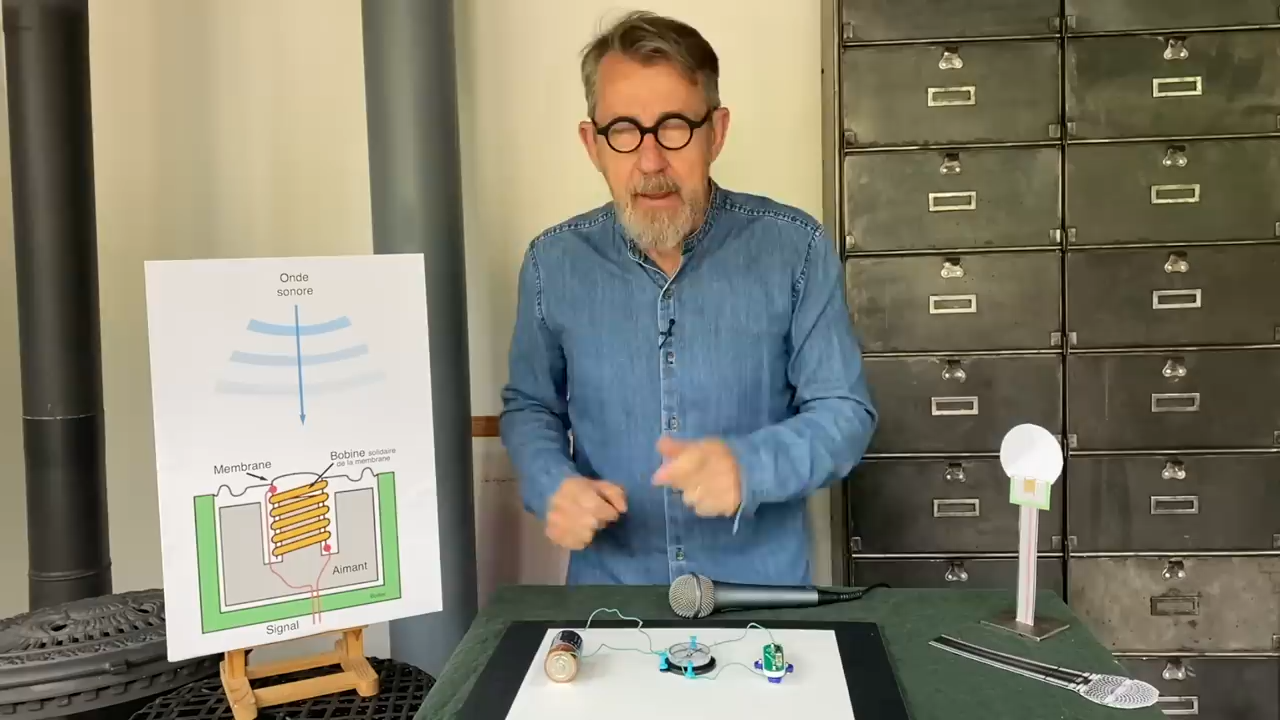 Onde
sonore
Membrane
Bobine solidaire
de la membrane
Aimant
Signal